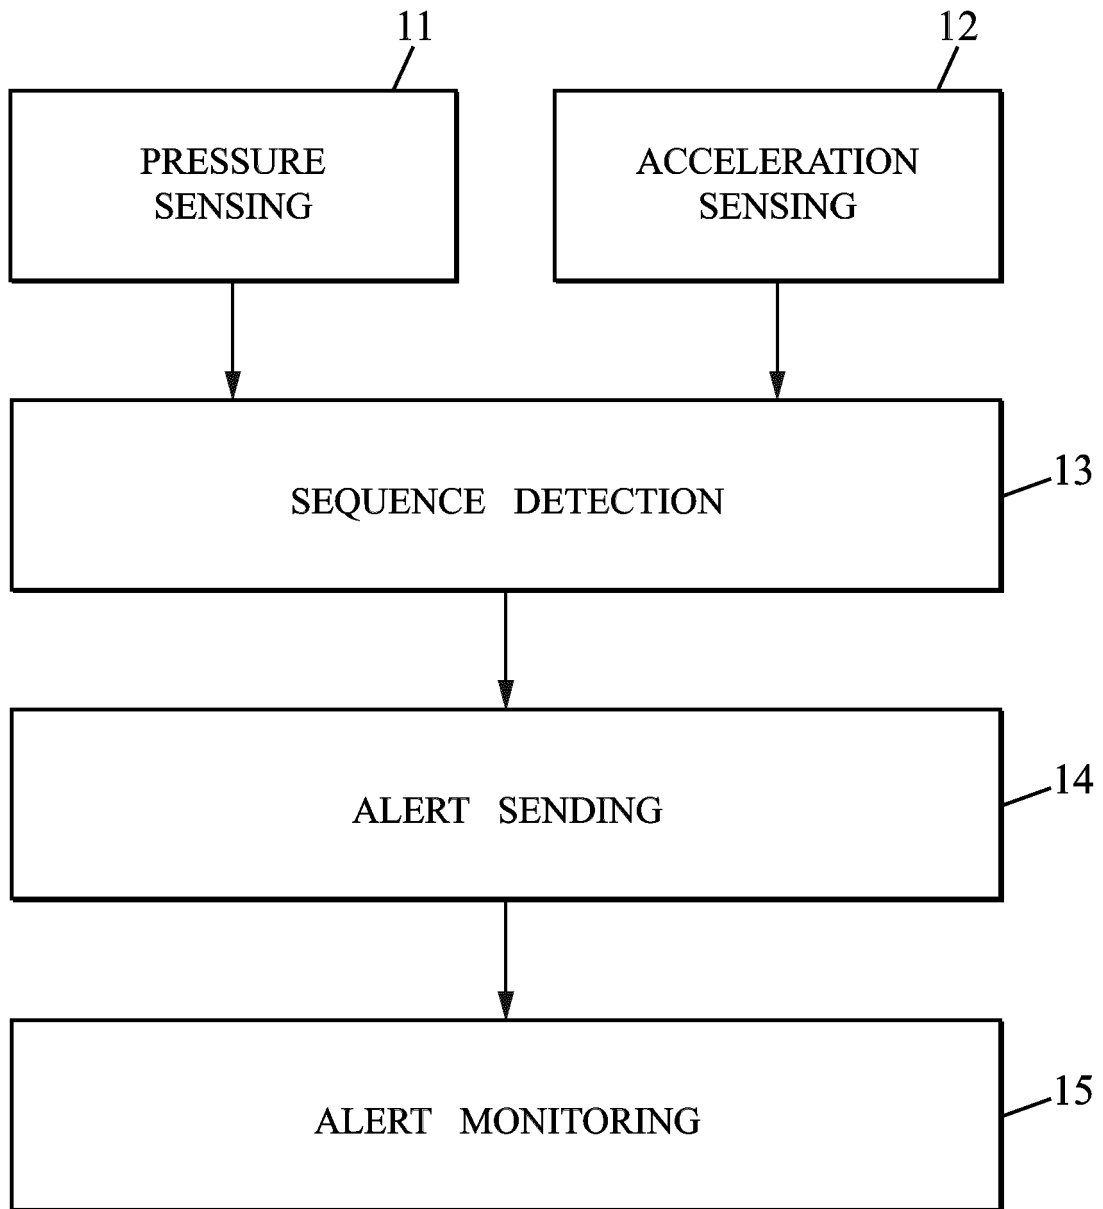 11
12
PRESSURE
SENSING
ACCELERATION
SENSING
13
SEQUENCE DETECTION
14
ALERT SENDING
15
ALERT MONITORING